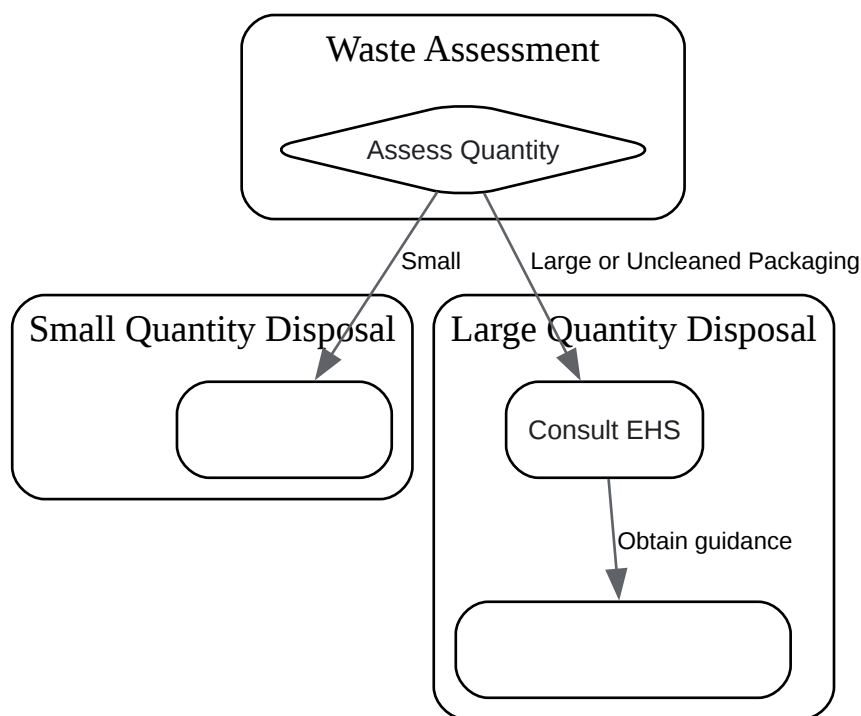 Waste Assessment
Assess Quantity
Small
Large or Uncleaned Packaging
Small Quantity Disposal
Large Quantity Disposal
Consult EHS
Obtain guidance